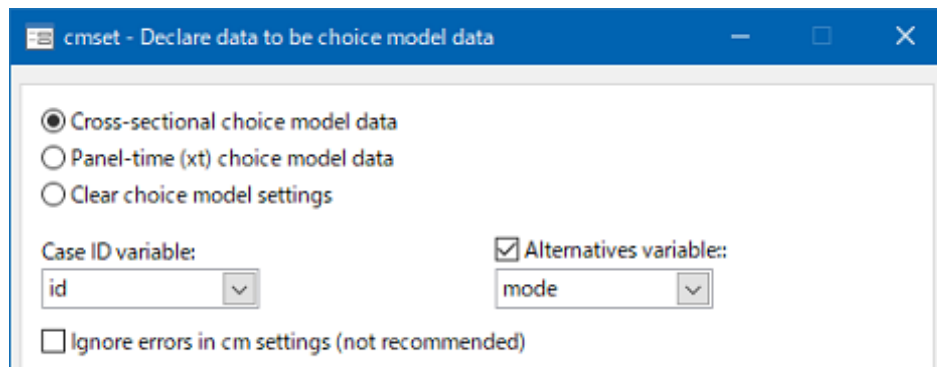 cmset - Declare data to be choice model data
Cross-sectional choice model data
Panel-time (xt) choice model data
Clear choice model settings
Case ID variable:
Alternatives variable::
id
mode
Ignore errors in cm settings (not recommended)